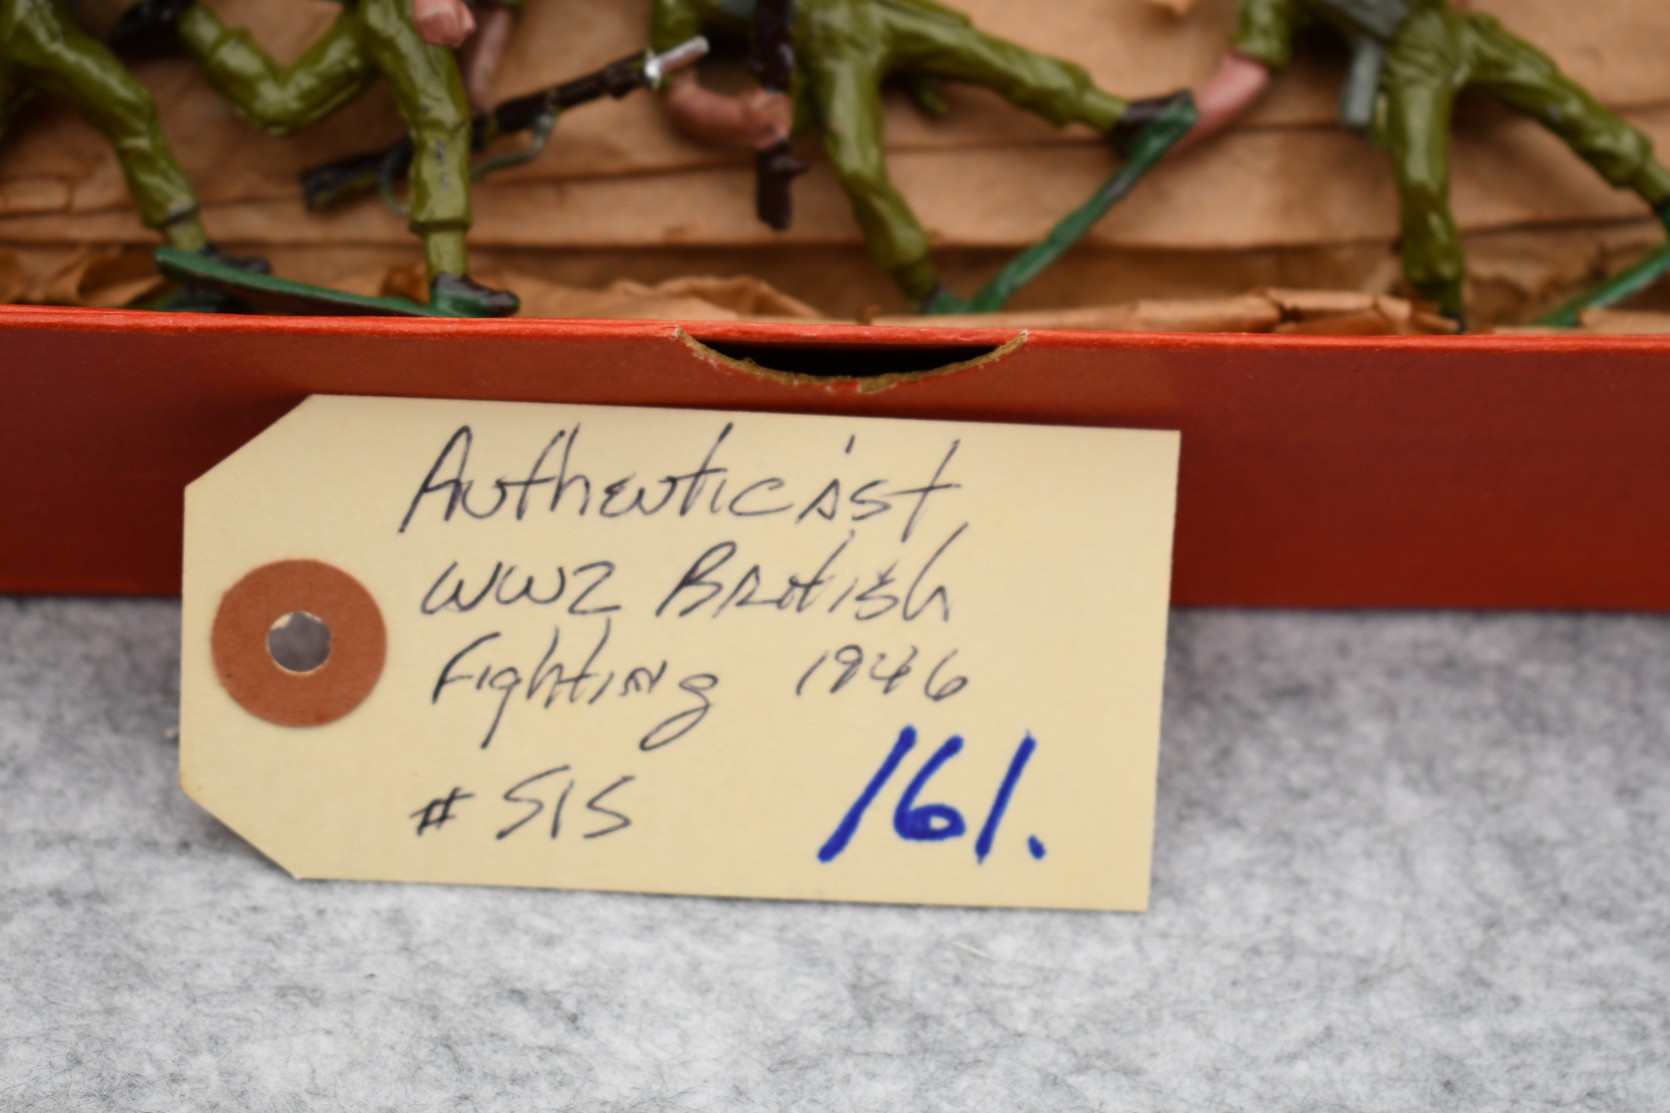 Authenticast
WW2 British
Fighting 1946
# 515 161.